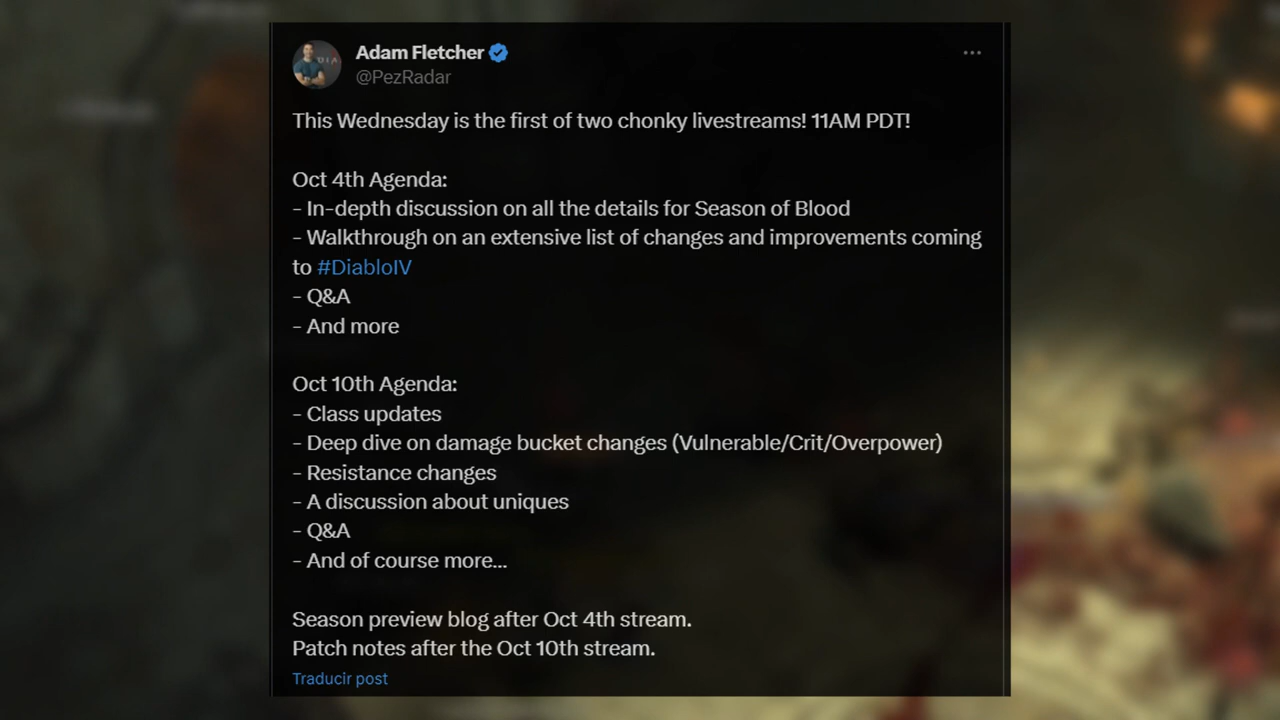 Adam Fletcher
@PezRadar
This Wednesday is the first of two chonky livestreams! 11AM PDT!
Oct 4th Agenda:
- In-depth discussion on all the details for Season of Blood
- Walkthrough on an extensive list of changes and improvements coming
to #DiabloIV
- Q&A
- And more
Oct 10th Agenda:
- Class updates
- Deep dive on damage bucket changes (Vulnerable/Crit/Overpower)
- Resistance changes
- A discussion about uniques
- Q&A
- And of course more...
Season preview blog after Oct 4th stream.
Patch notes after the Oct 10th stream.
Traducir post